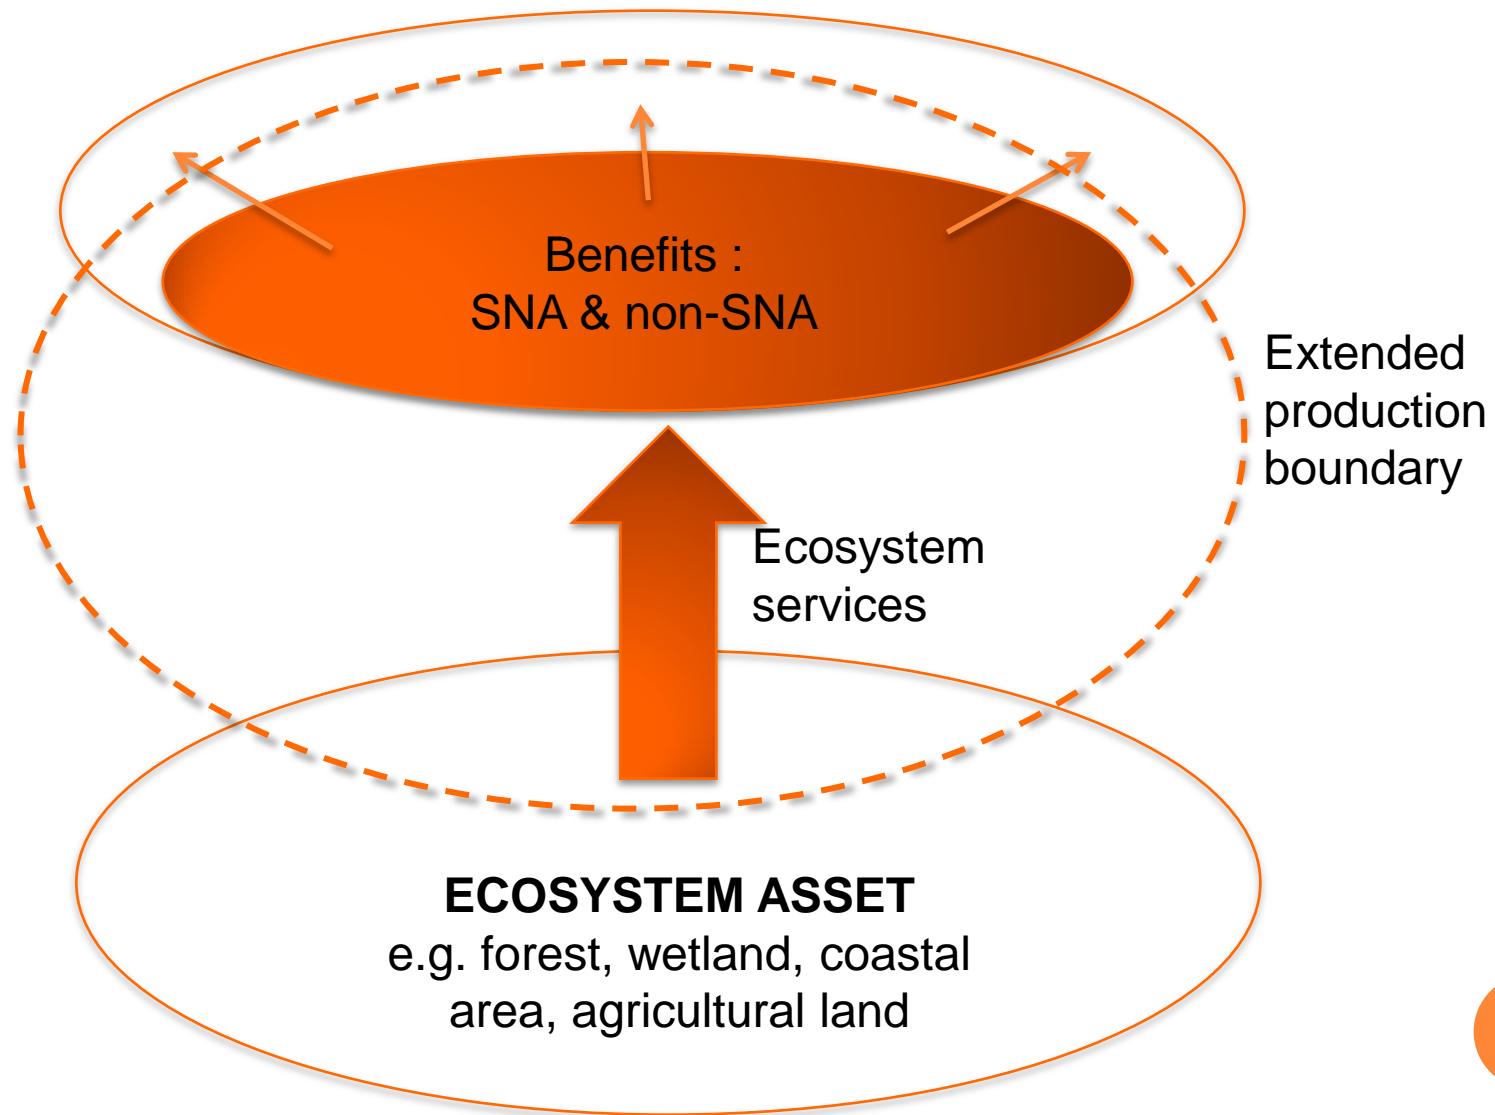 Benefits :
SNA & non-SNA
Extended
production
boundary
Ecosystem
services
ECOSYSTEM ASSET
e.g. forest, wetland, coastal
area, agricultural land